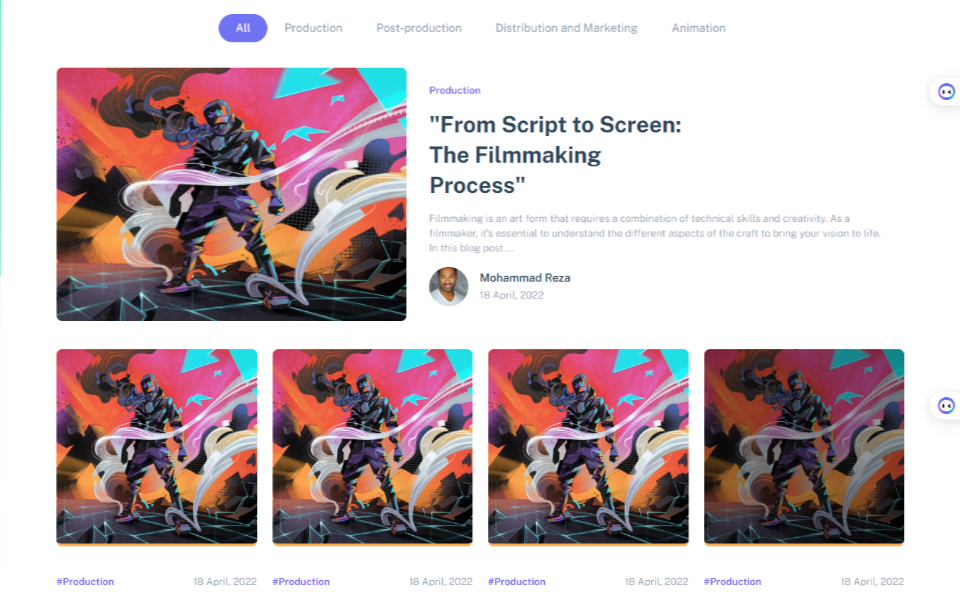 All Production Post-production Distribution and Marketing Animation
Production
"From Script to Screen:
The Filmmaking
Process"
Filmmaking is an art form that requires a combination of technical skills and creativity. As a
filmmaker, it's essential to understand the different aspects of the craft to bring your vision to life.
In this blog post ...
Mohammad Reza
18 April, 2022
#Production 18 April, 2022 #Production 18 April, 2022 #Production 18 April, 2022 #Production 18 April, 2022